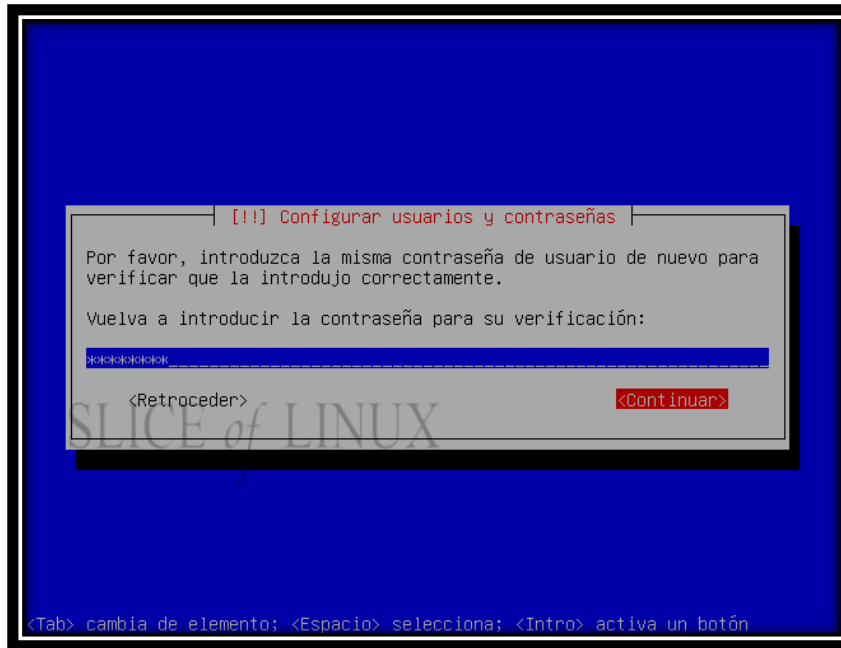 [!!] Configurar usuarios y contraseñas
Por favor, introduzca la misma contraseña de usuario de nuevo para
verificar que la introdujo correctamente.
Vuelva a introducir la contraseña para su verificación:
********
<Retroceder> <Continuar>
SLICE of LINUX
<Tab> cambia de elemento; <Espacio> selecciona; <Intro> activa un botón